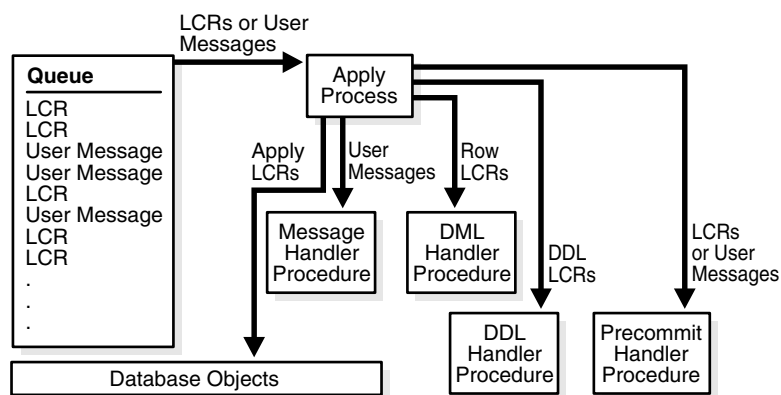 LCRs or User
Messages
Queue
LCR
LCR
User Message
User Message
LCR
User Message
LCR
LCR
.
.
.
Apply
Process
Apply
LCRs
User
Messages
Row
LCRs
Message
Handler
Procedure
DML
Handler
Procedure
DDL
LCRs
LCRs
or User
Messages
DDL
Handler
Procedure
Precommit
Handler
Procedure
Database Objects